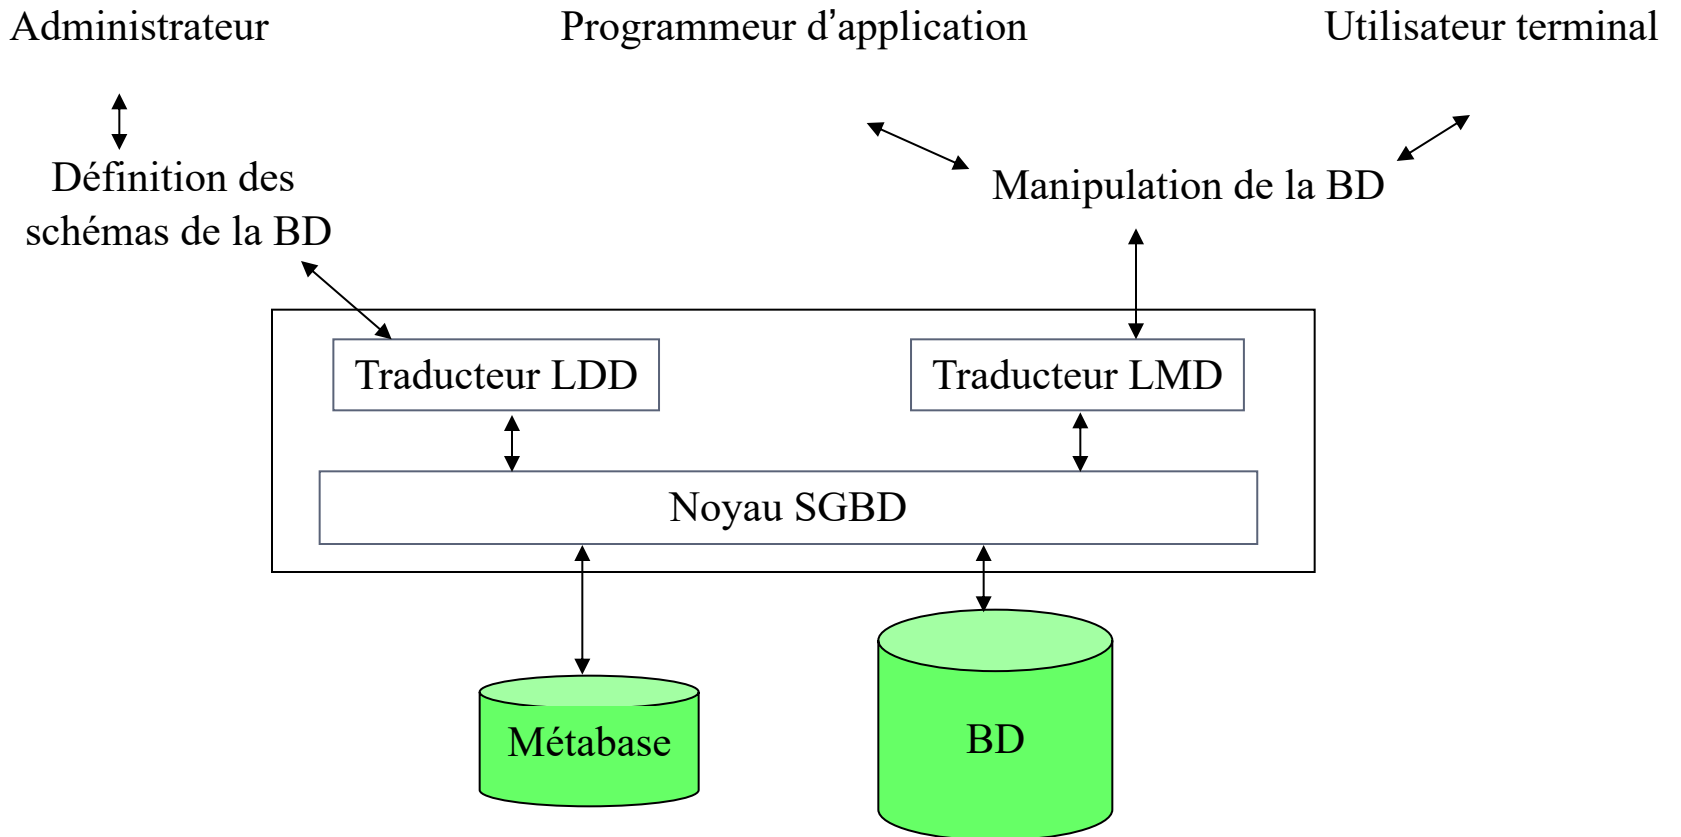 Administrateur
Programmeur d’application
Utilisateur terminal
Définition des
schémas de la BD
Manipulation de la BD
Traducteur LDD
Traducteur LMD
Noyau SGBD
Métabase
BD